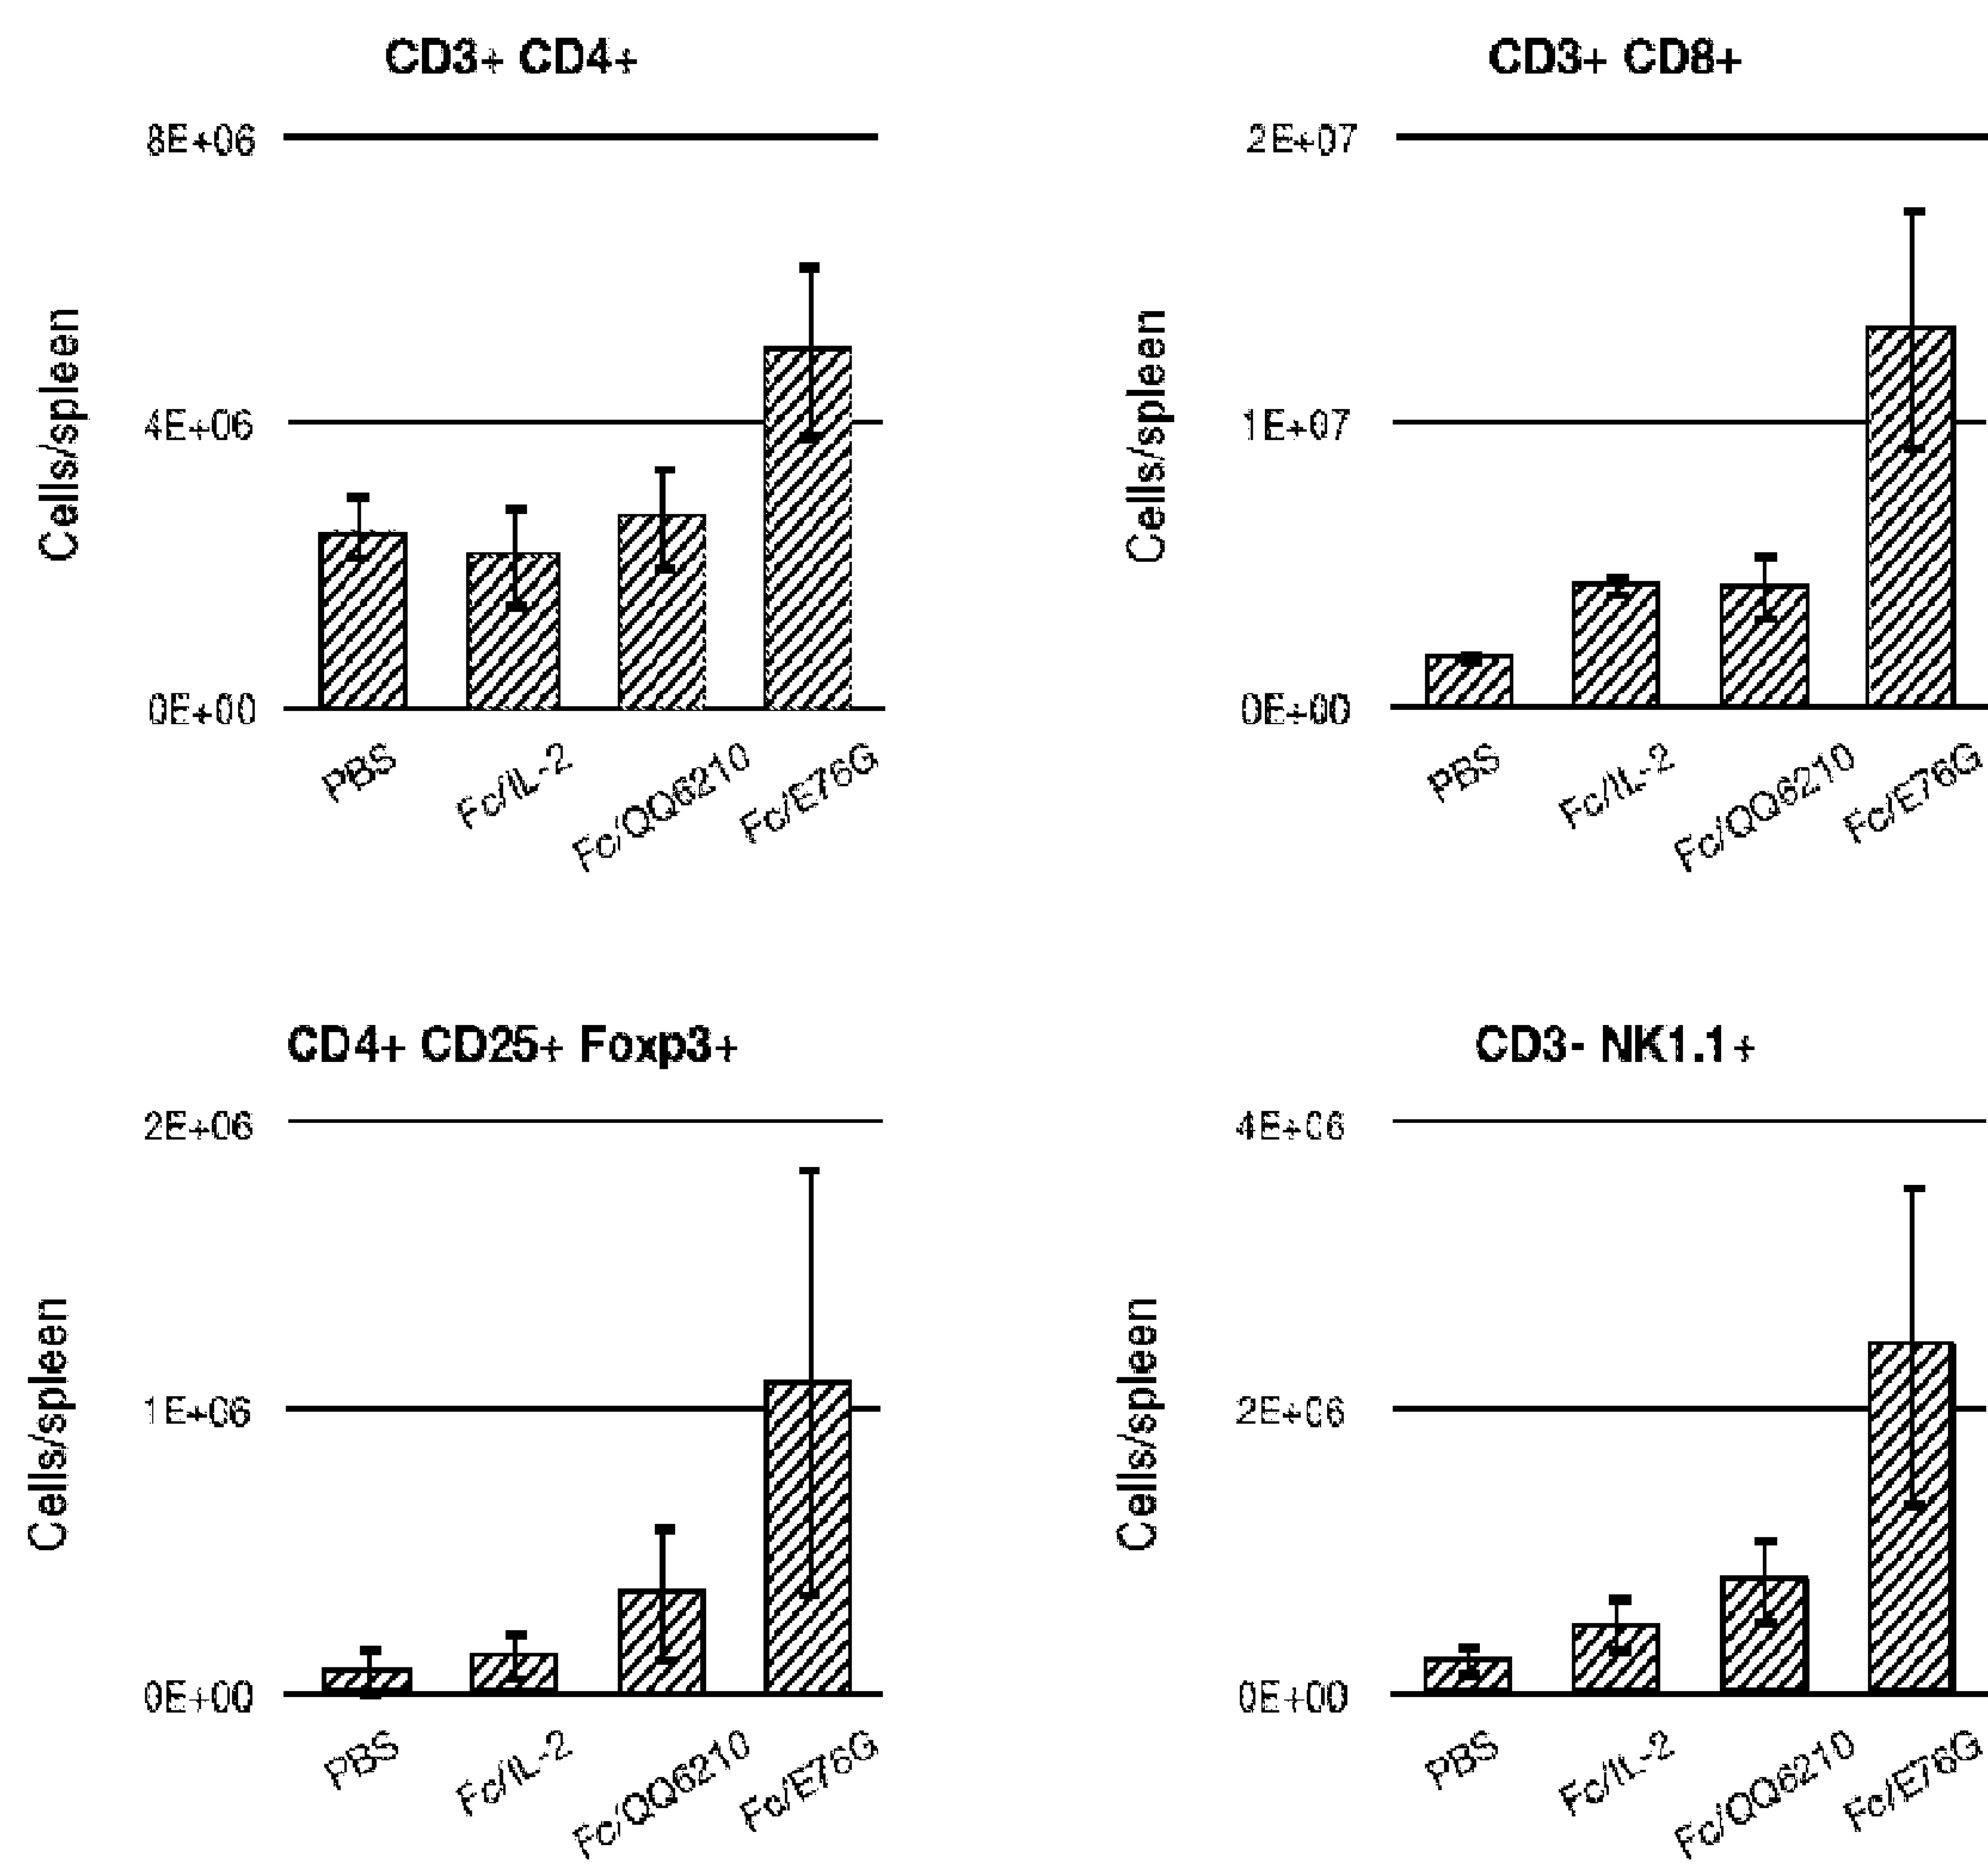 CD3+ CD4+
8E+06
4E+06
0E+00
Cells/spleen
PBS
Fc/IL-2
Fc/QQ6210
Fc/E76G
CD3+ CD8+
2E+07
1E+07
0E+00
Cells/spleen
PBS
Fc/IL-2
Fc/QQ6210
Fc/E76G
CD4+ CD25+ Foxp3+
2E+06
1E+06
0E+00
Cells/spleen
PBS
Fc/IL-2
Fc/QQ6210
Fc/E76G
CD3- NK1.1+
4E+06
2E+06
0E+00
Cells/spleen
PBS
Fc/IL-2
Fc/QQ6210
Fc/E76G